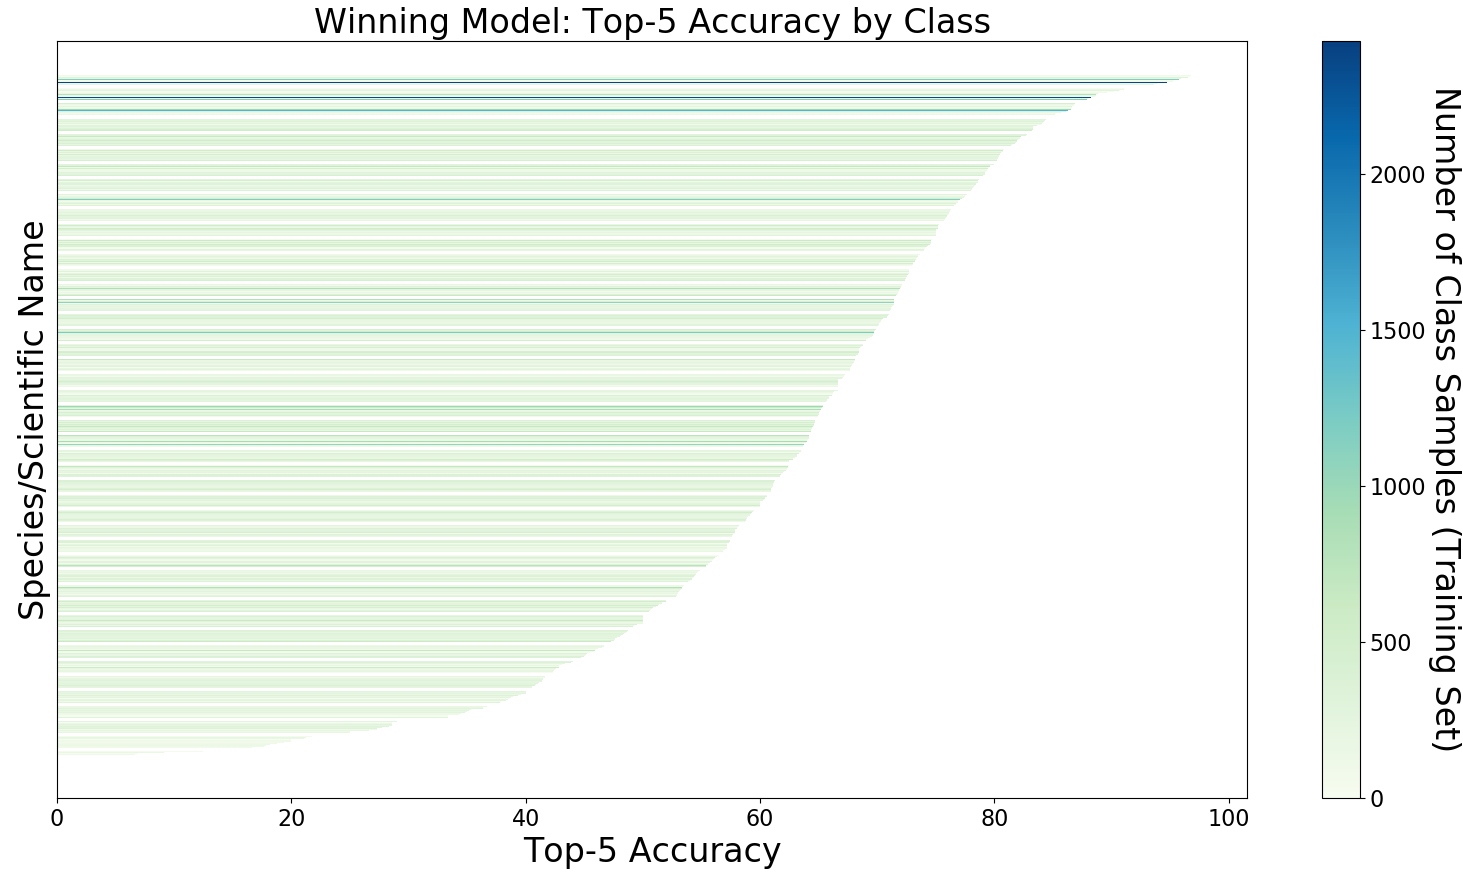 Winning Model: Top-5 Accuracy by Class
Species/Scientific Name
0
20
40
60
80
100
Top-5 Accuracy
2000
1500
1000
500
0
Number of Class Samples (Training Set)